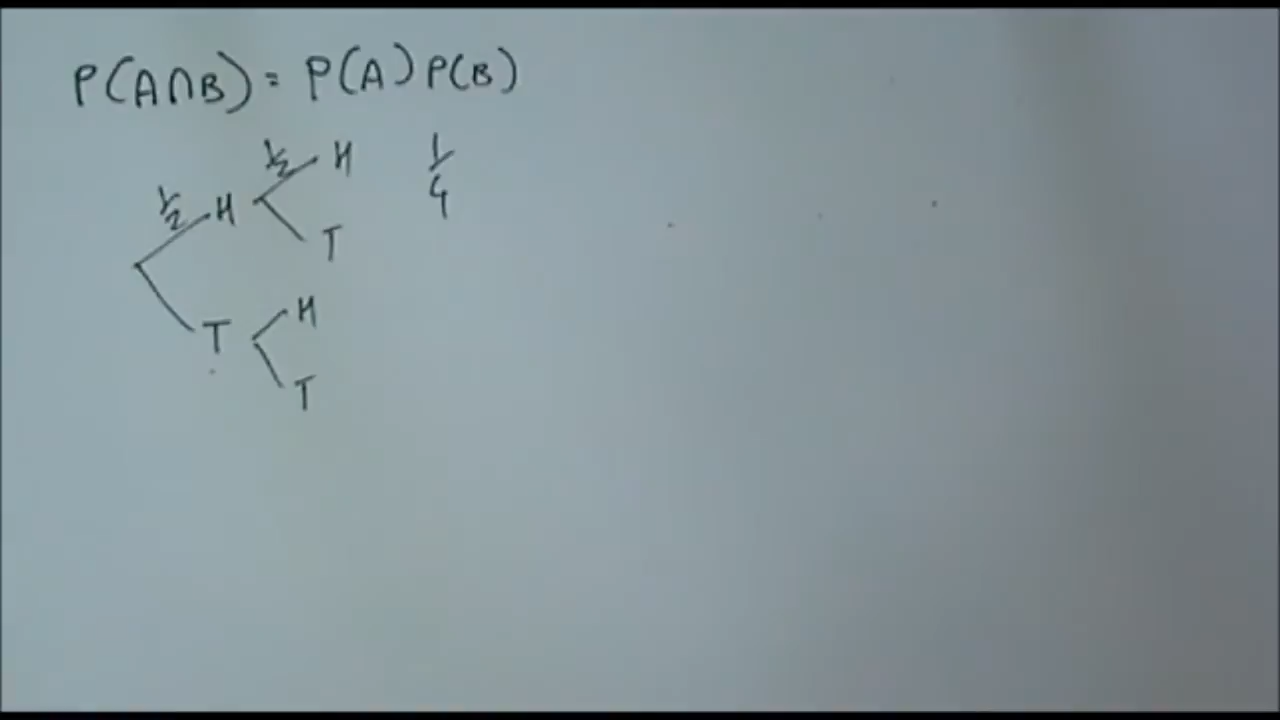 P(A∩B) = P(A) P(B)
1/2 H 1/2 H 1/4
T
T H
T